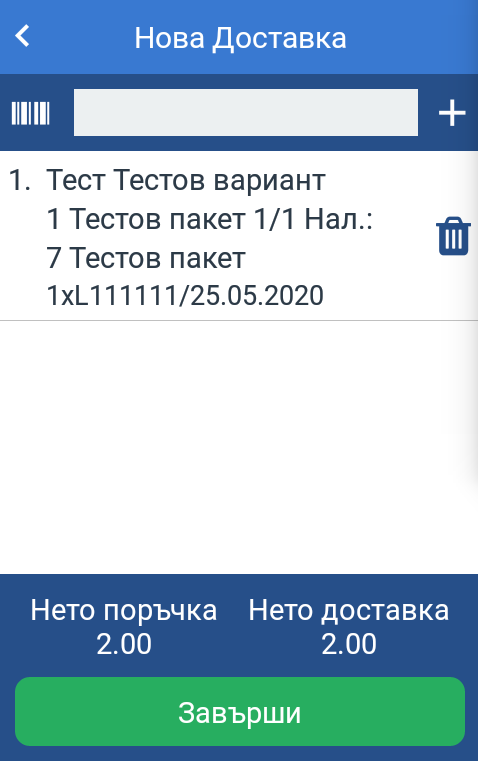 Нова Доставка
1. Тест Тестов вариант
1 Тестов пакет 1/1 Нал.:
7 Тестов пакет
1xL111111/25.05.2020
Нето поръчка Нето доставка
2.00 2.00
Завърши